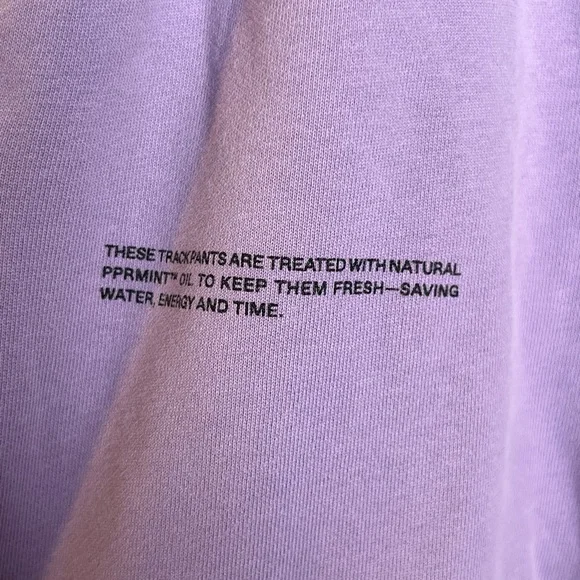 THESE TRACKPANTS ARE TREATED WITH NATURAL
PPRMINT™ OIL TO KEEP THEM FRESH—SAVING
WATER, ENERGY AND TIME.